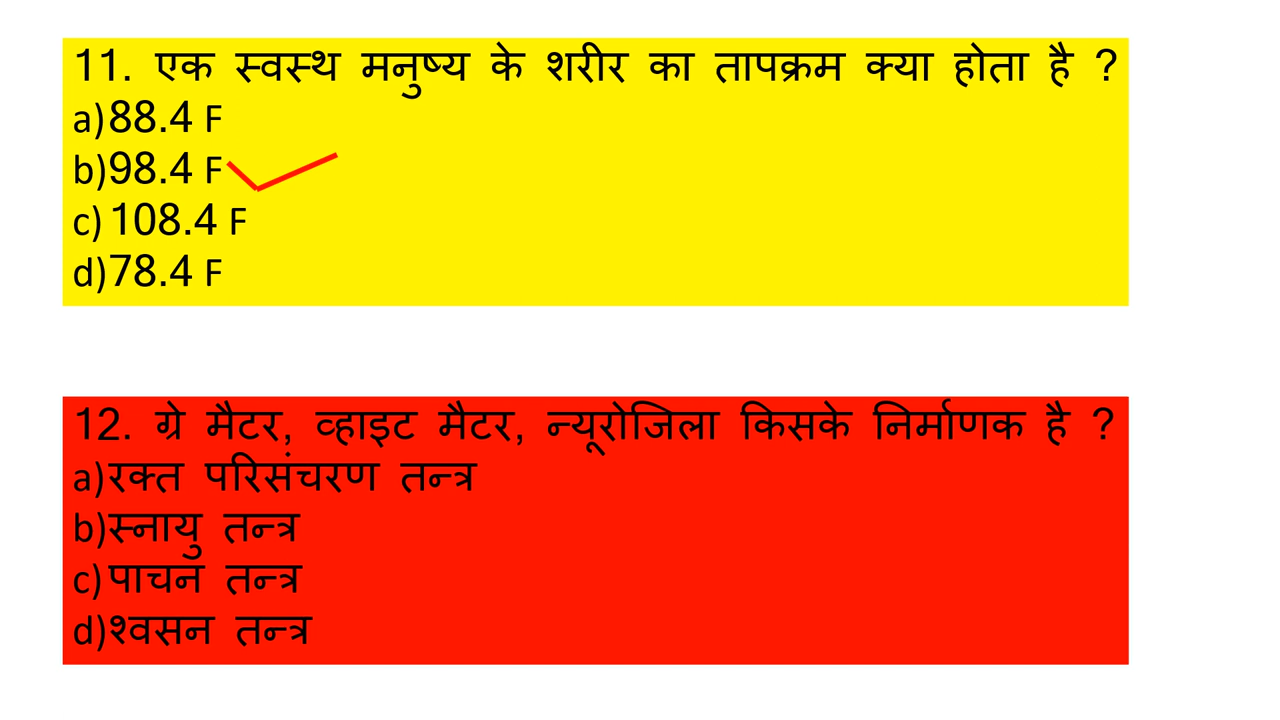 11. एक स्वस्थ मनुष्य के शरीर का तापक्रम क्या होता है ?
a)88.4 F
b)98.4 F
c) 108.4 F
d)78.4 F
12. ग्रे मैटर, व्हाइट मैटर, न्यूरोजिला किसके निर्माणक है ?
a)रक्त परिसंचरण तन्त्र
b)स्नायु तन्त्र
c) पाचन तन्त्र
d)श्वसन तन्त्र